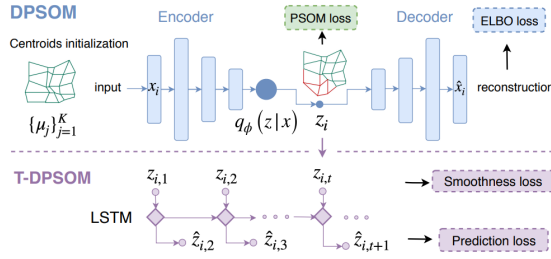 DPSOM
Encoder
PSOM loss
Decoder
ELBO loss
Centroids initialization
input
x_i
x̂_i
reconstruction
{μ_j}_{j=1}^K
q_ϕ (z | x)
z_i
T-DPSOM
z_{i,1}
z_{i,2}
z_{i,t}
Smoothness loss
LSTM
ẑ_{i,2}
ẑ_{i,3}
ẑ_{i,t+1}
Prediction loss